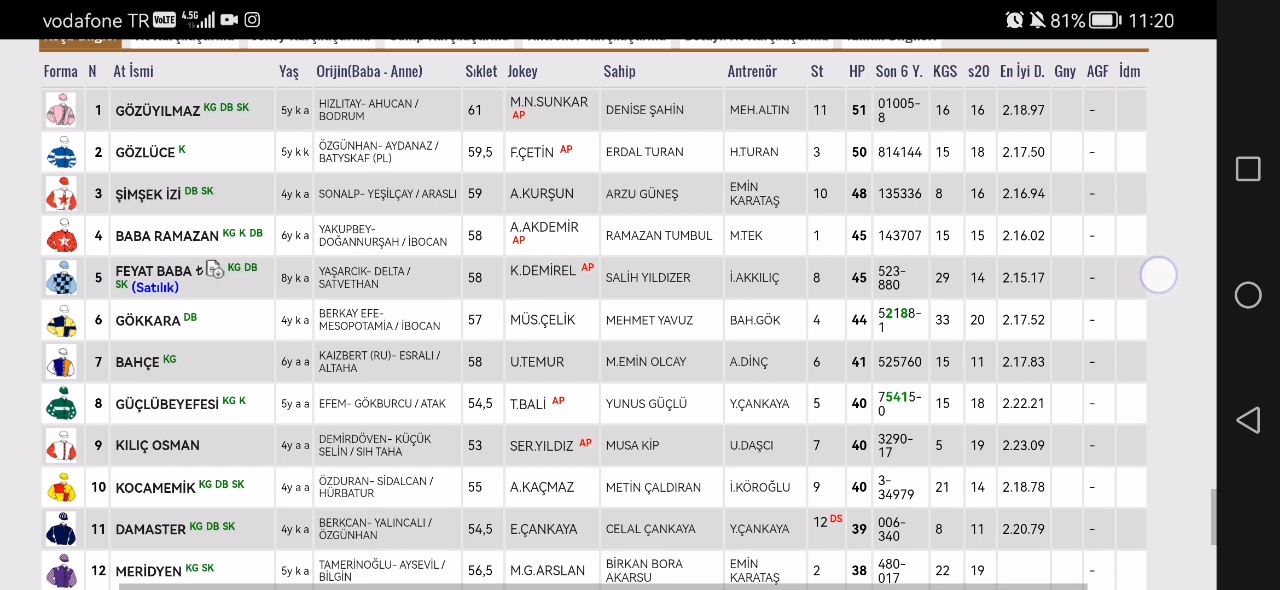 vodafone TR VoLTE 4.5G 81% 11:20
Forma N At İsmi Yaş Orijin(Baba - Anne) Sıklet Jokey Sahip Antrenör St HP Son 6 Y. KGS s20 En İyi D. Gny AGF İdm
1 GÖZÜYILMAZ KG DB SK 5y k a HIZLITAY- AHUCAN / BODRUM 61 M.N.SUNKAR AP DENİSE ŞAHİN MEH.ALTIN 11 51 01005-8 16 16 2.18.97 -
2 GÖZLÜCE K 5y k k ÖZGÜNHAN- AYDANAZ / BATYSKAF (PL) 59,5 F.ÇETİN AP ERDAL TURAN H.TURAN 3 50 814144 15 18 2.17.50 -
3 ŞİMŞEK İZİ DB SK 4y k a SONALP- YEŞİLÇAY / ARASLI 59 A.KURŞUN ARZU GÜNEŞ EMİN KARATAŞ 10 48 135336 8 16 2.16.94 -
4 BABA RAMAZAN KG K DB 6y k a YAKUPBEY- DOĞANNURŞAH / İBOCAN 58 A.AKDEMİR AP RAMAZAN TUMBUL M.TEK 1 45 143707 15 15 2.16.02 -
5 FEYAT BABA ₺ KG DB SK (Satılık) 8y k a YAŞARCIK- DELTA / SATVETHAN 58 K.DEMİREL AP SALİH YILDIZER İ.AKKILIÇ 8 45 523-880 29 14 2.15.17 -
6 GÖKKARA DB 4y k a BERKAY EFE- MESOPOTAMİA / İBOCAN 57 MÜS.ÇELİK MEHMET YAVUZ BAH.GÖK 4 44 52188-1 33 20 2.17.52 -
7 BAHÇE KG 6y a a KAIZBERT (RU)- ESRALI / ALTAHA 58 U.TEMUR M.EMİN OLCAY A.DİNÇ 6 41 525760 15 11 2.17.83 -
8 GÜÇLÜBEYEFESİ KG K 5y a a EFEM- GÖKBURCU / ATAK 54,5 T.BALİ AP YUNUS GÜÇLÜ Y.ÇANKAYA 5 40 75415-0 15 18 2.22.21 -
9 KILIÇ OSMAN 4y a a DEMİRDÖVEN- KÜÇÜK SELİN / SIH TAHA 53 SER.YILDIZ AP MUSA KİP U.DAŞCI 7 40 3290-17 5 19 2.23.09 -
10 KOCAMEMİK KG DB SK 4y a a ÖZDURAN- SİDALCAN / HÜRBATUR 55 A.KAÇMAZ METİN ÇALDIRAN İ.KÖROĞLU 9 40 3-34979 21 14 2.18.78 -
11 DAMASTER KG DB SK 4y k a BERKCAN- YALINCALI / ÖZGÜNHAN 54,5 E.ÇANKAYA CELAL ÇANKAYA Y.ÇANKAYA 12 DS 39 006-340 8 11 2.20.79 -
12 MERİDYEN KG SK 5y k a TAMERİNOĞLU- AYSEVİL / BİLGİN 56,5 M.G.ARSLAN BİRKAN BORA AKARSU EMİN KARATAŞ 2 38 480-017 22 19 -